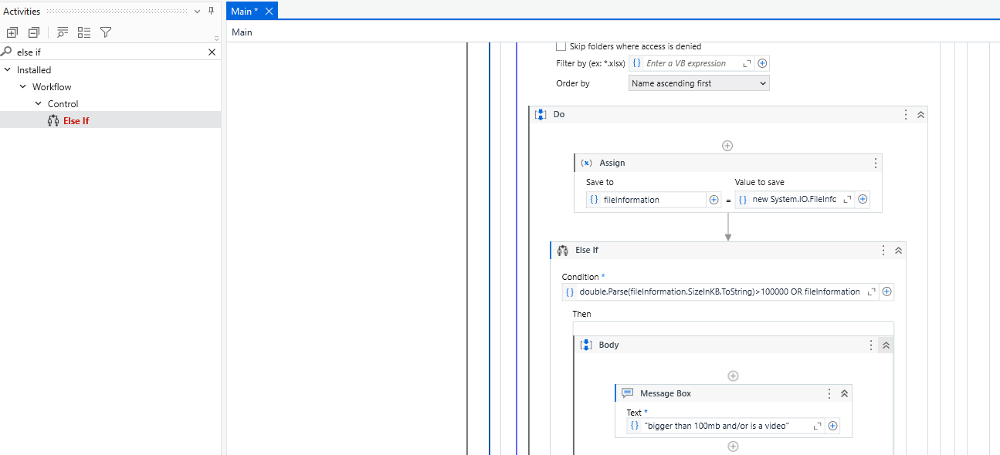 Activities
else if
Installed
Workflow
Control
Else If
Main *
Main
Skip folders where access is denied
Filter by (ex: *.xlsx) Enter a VB expression
Order by Name ascending first
Do
Assign
Save to Value to save
fileInformation = new System.IO.FileInfc
Else If
Condition *
double.Parse(fileInformation.SizeInKB.ToString)>100000 OR fileInformation
Then
Body
Message Box
Text *
"bigger than 100mb and/or is a video"